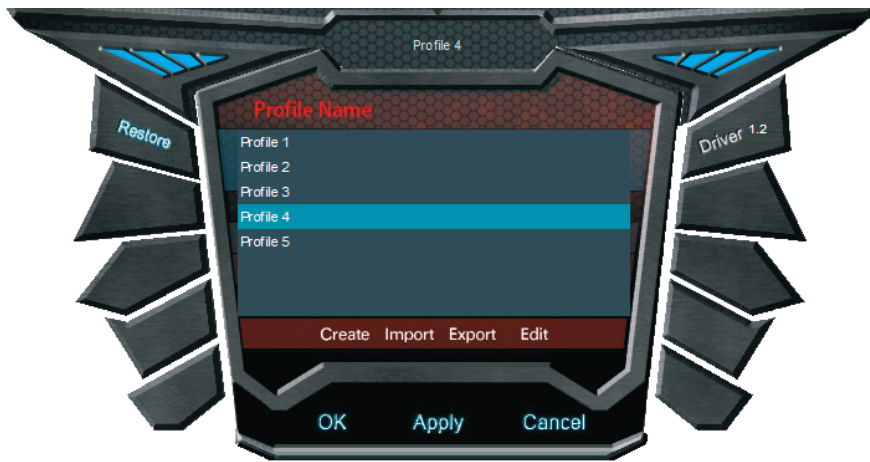 Profile 4
Profile Name
Restore
Driver 1.2
Profile 1
Profile 2
Profile 3
Profile 4
Profile 5
Create Import Export Edit
OK Apply Cancel